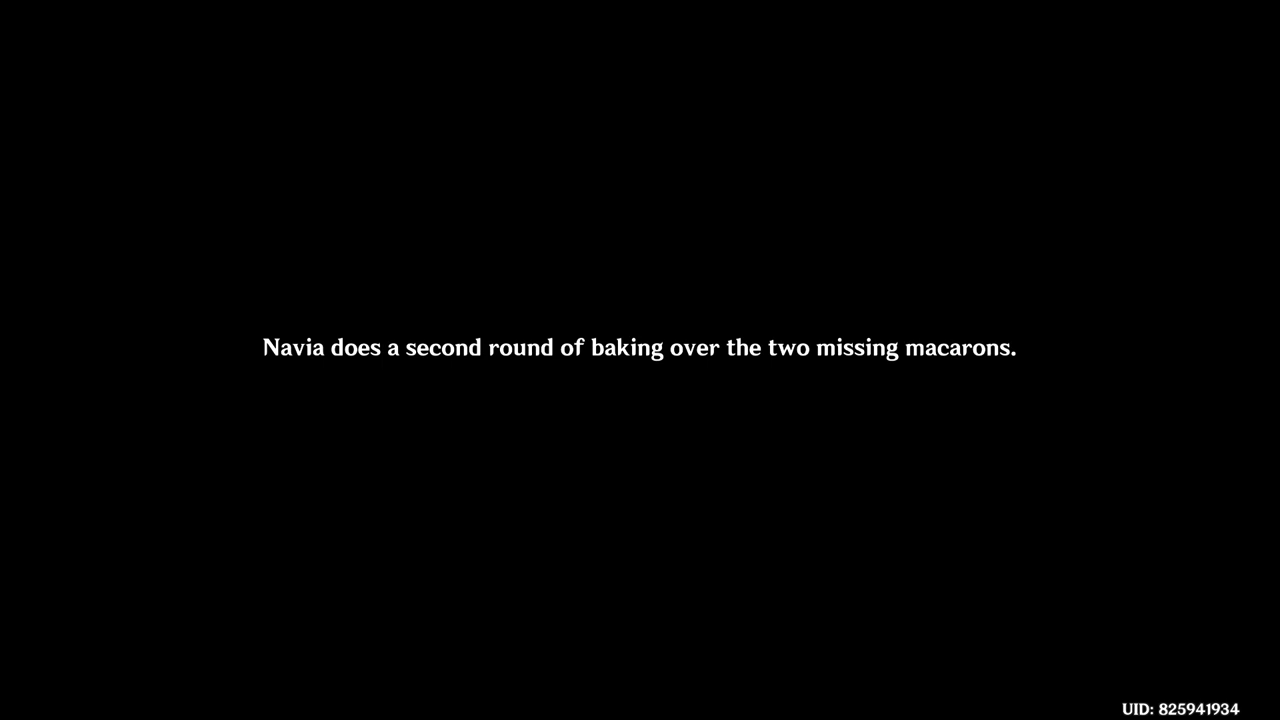 Navia does a second round of baking over the two missing macarons.
UID: 825941934